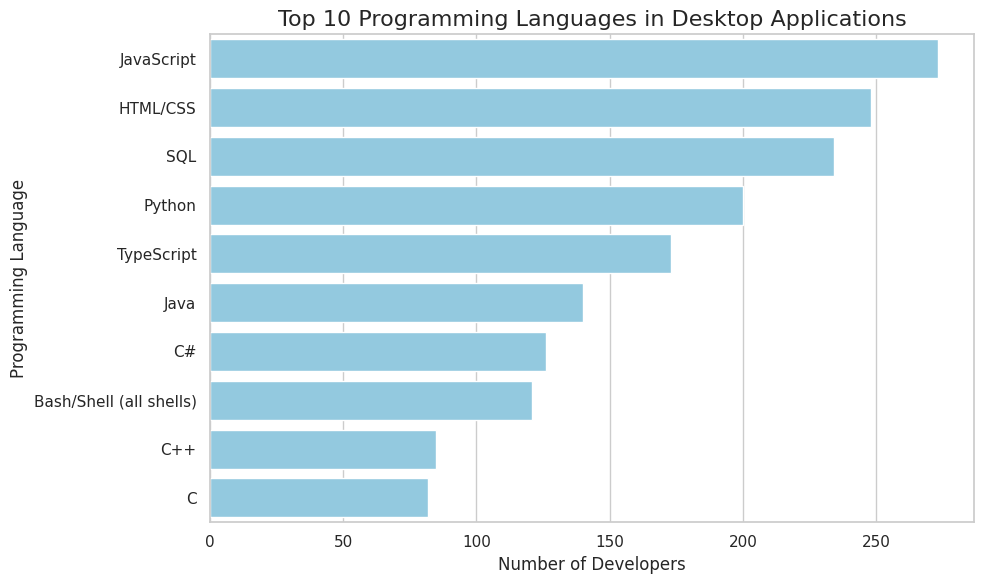 Top 10 Programming Languages in Desktop Applications
Programming Language
JavaScript
HTML/CSS
SQL
Python
TypeScript
Java
C#
Bash/Shell (all shells)
C++
C
0 50 100 150 200 250
Number of Developers